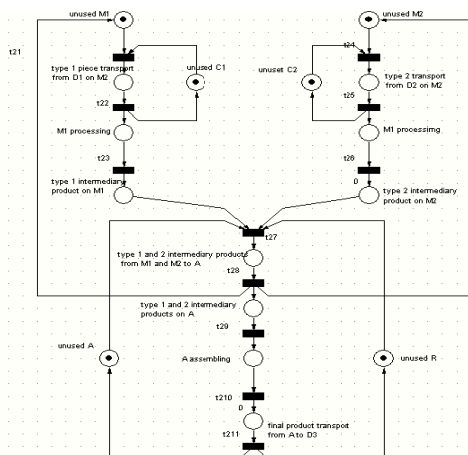 unused M1
unused M2
t21
t24
type 1 piece transport
from D1 on M2
unused C1
unuset C2
type 2 transport
from D2 on M2
t22
t25
M1 processing
M1 processimg
t23
t26
0
type 1 intermediary
product on M1
type 2 intermediary
product on M2
t27
type 1 and 2 intermediary products
from M1 and M2 to A
t28
type 1 and 2 intermediary
products on A
t29
unused A
A assembling
unused R
t210
0
final product transport
from A to D3
t211